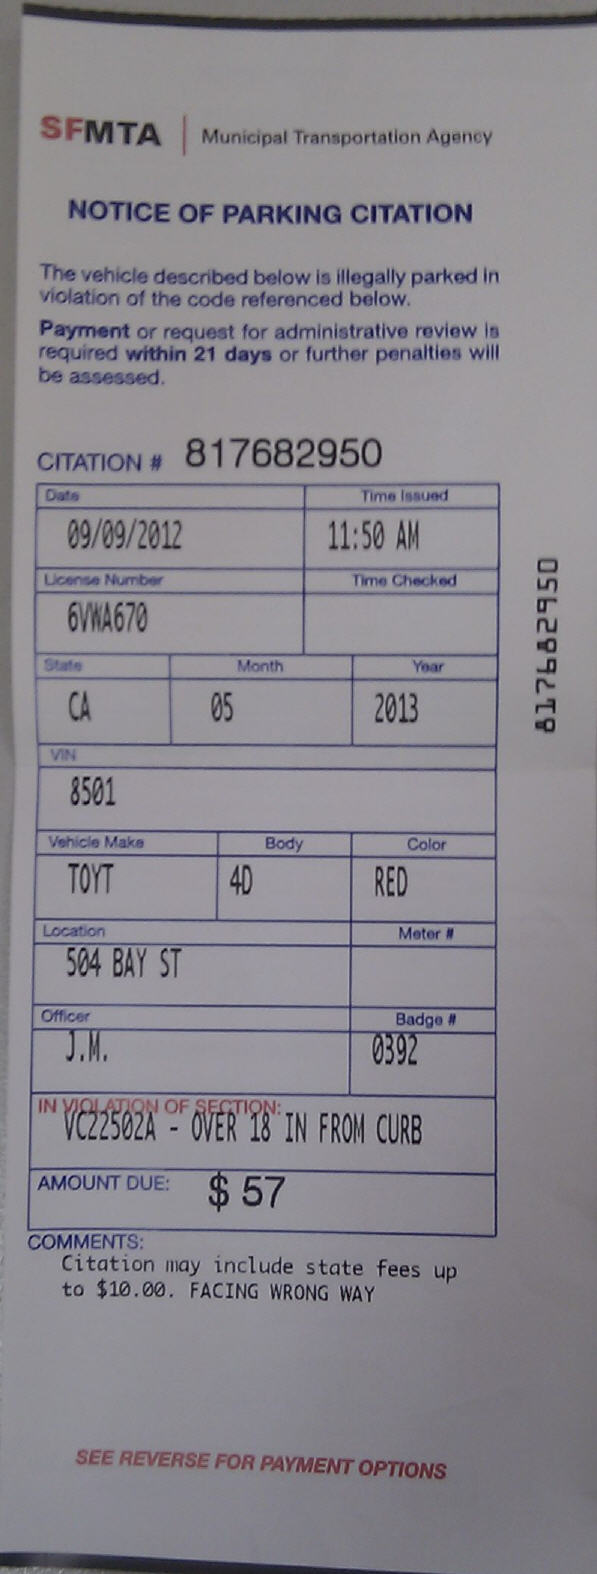 SFMTA | Municipal Transportation Agency
NOTICE OF PARKING CITATION
The vehicle described below is illegally parked in
violation of the code referenced below.
Payment or request for administrative review is
required within 21 days or further penalties will
be assessed.
CITATION # 817682950
Date Time Issued
09/09/2012 11:50 AM
License Number Time Checked
6VWA670
State Month Year
CA 05 2013
VIN
8501
Vehicle Make Body Color
TOYT 4D RED
Location Meter #
504 BAY ST
Officer Badge #
J.M. 0392
IN VIOLATION OF SECTION:
VC22502A - OVER 18 IN FROM CURB
AMOUNT DUE: $ 57
COMMENTS:
Citation may include state fees up
to $10.00. FACING WRONG WAY
SEE REVERSE FOR PAYMENT OPTIONS
817682950